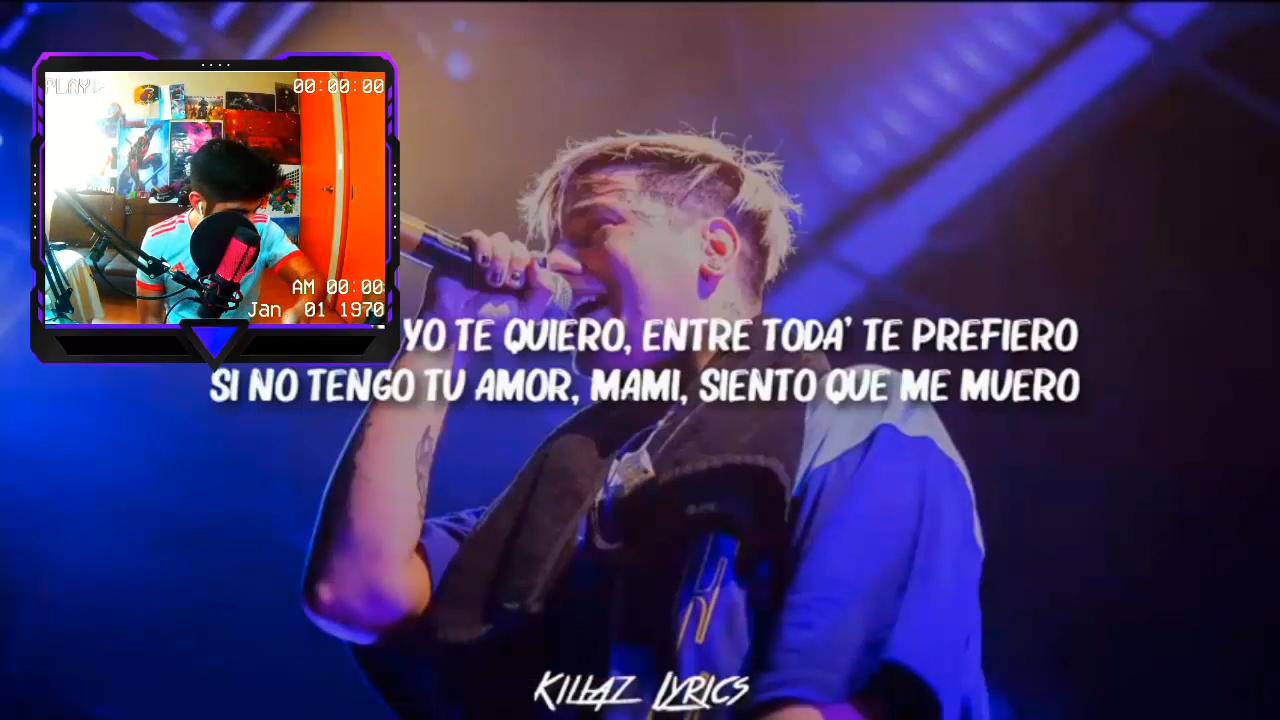 PLAY
00:00:00
AM 00:00
Jan. 01 1970
YO TE QUIERO, ENTRE TODA' TE PREFIERO
SI NO TENGO TU AMOR, MAMI, SIENTO QUE ME MUERO
KILLAZ LYRICS